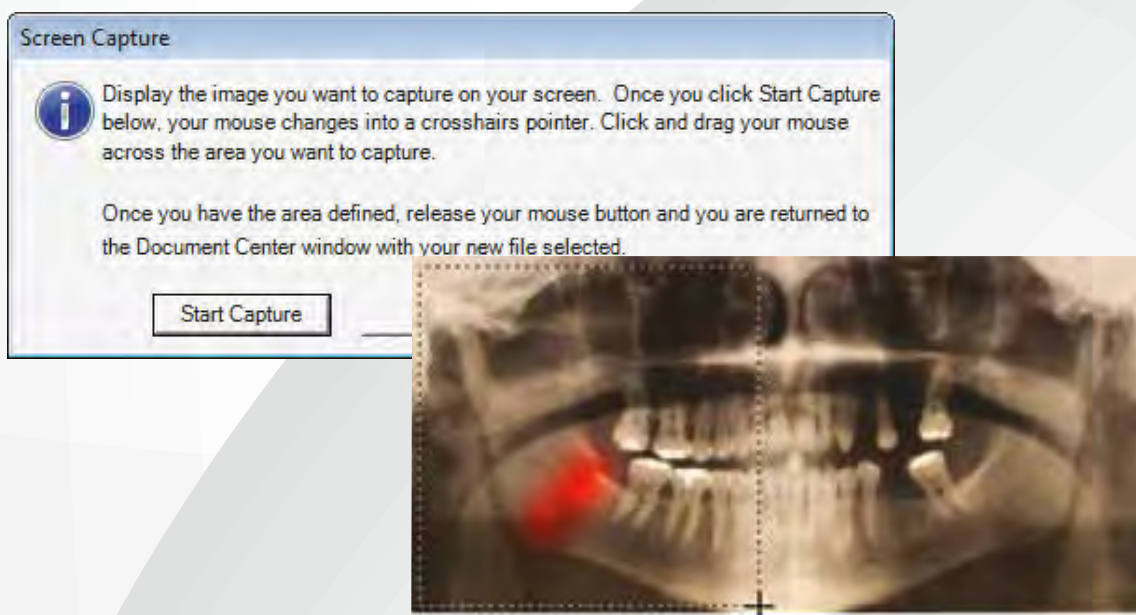 Screen Capture
Display the image you want to capture on your screen. Once you click Start Capture
below, your mouse changes into a crosshairs pointer. Click and drag your mouse
across the area you want to capture.
Once you have the area defined, release your mouse button and you are returned to
the Document Center window with your new file selected.
Start Capture